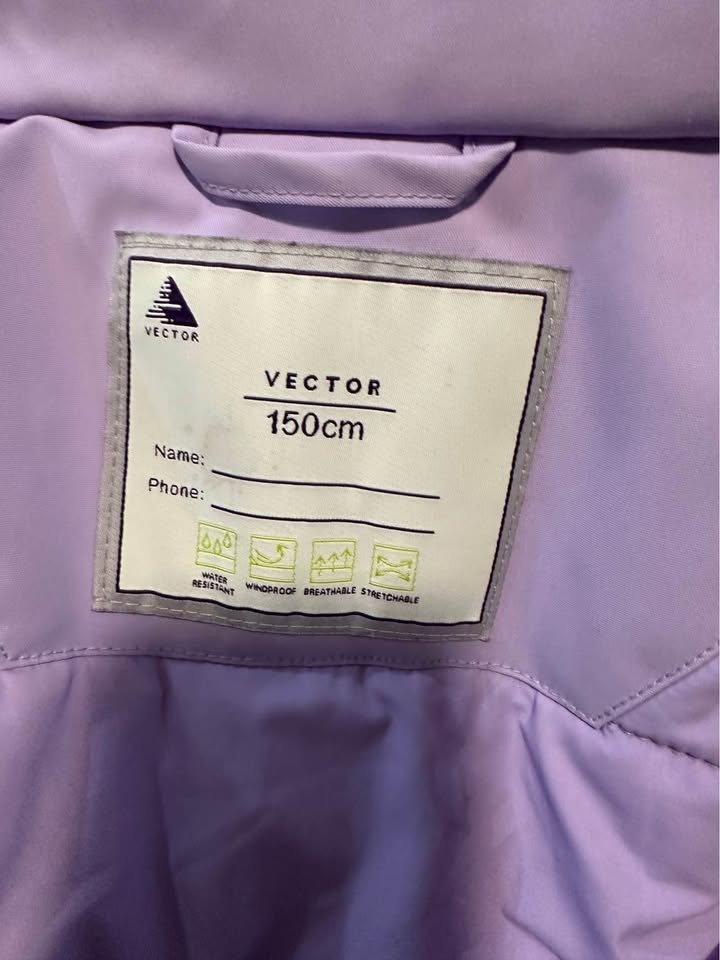 VECTOR
VECTOR
150cm
Name:
Phone:
WATER
RESISTANT
WINDPROOF
BREATHABLE
STRETCHABLE